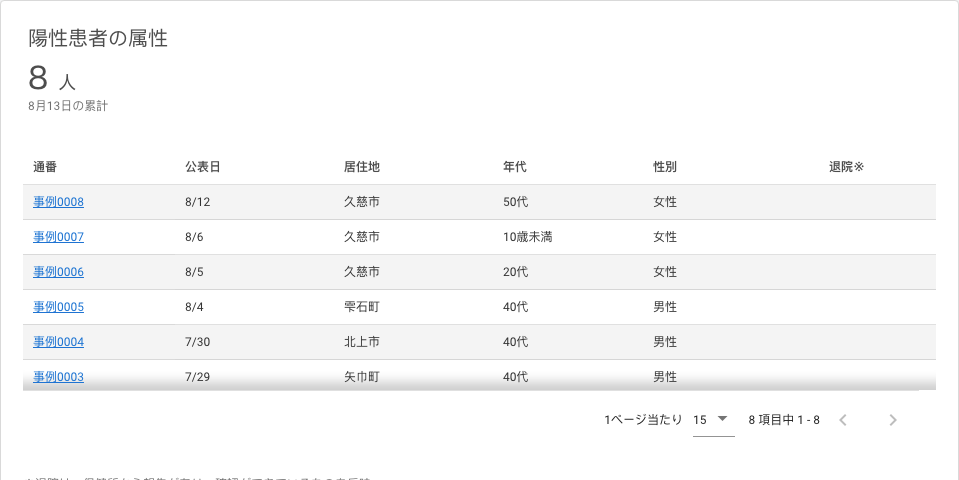 陽性患者の属性
8 人
8月13日の累計
通番 公表日 居住地 年代 性別 退院※
事例0008 8/12 久慈市 50代 女性
事例0007 8/6 久慈市 10歳未満 女性
事例0006 8/5 久慈市 20代 女性
事例0005 8/4 雫石町 40代 男性
事例0004 7/30 北上市 40代 男性
事例0003 7/29 矢巾町 40代 男性
1ページ当たり 15 8 項目中 1 - 8